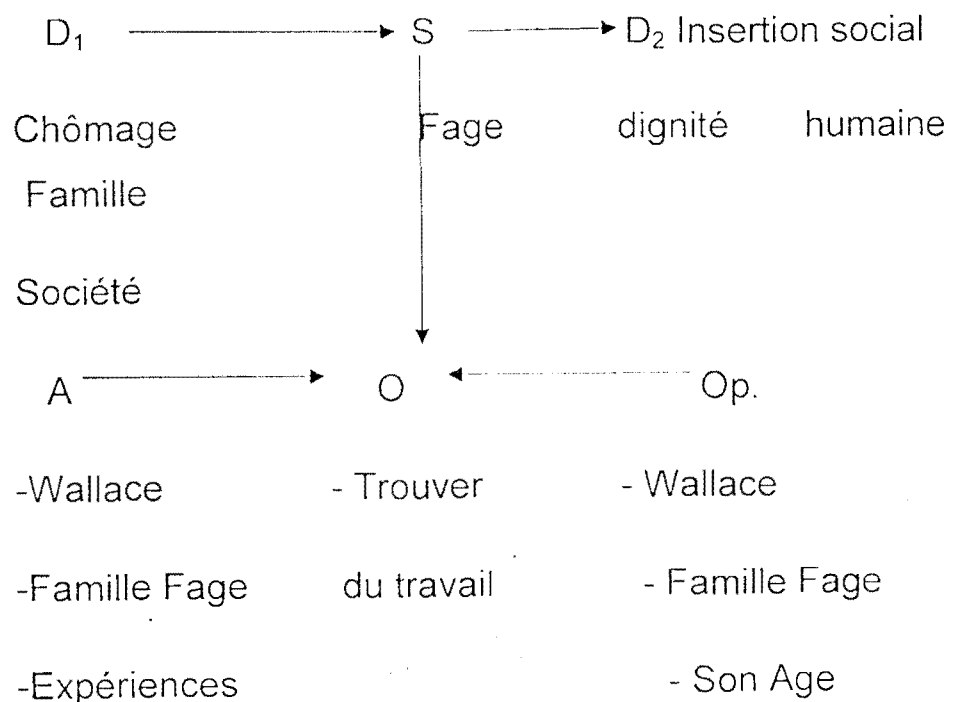 D₁ S D₂ Insertion social
Chômage Fage dignité humaine
Famille
Société
A O Op.
-Wallace - Trouver - Wallace
-Famille Fage du travail - Famille Fage
-Expériences - Son Age